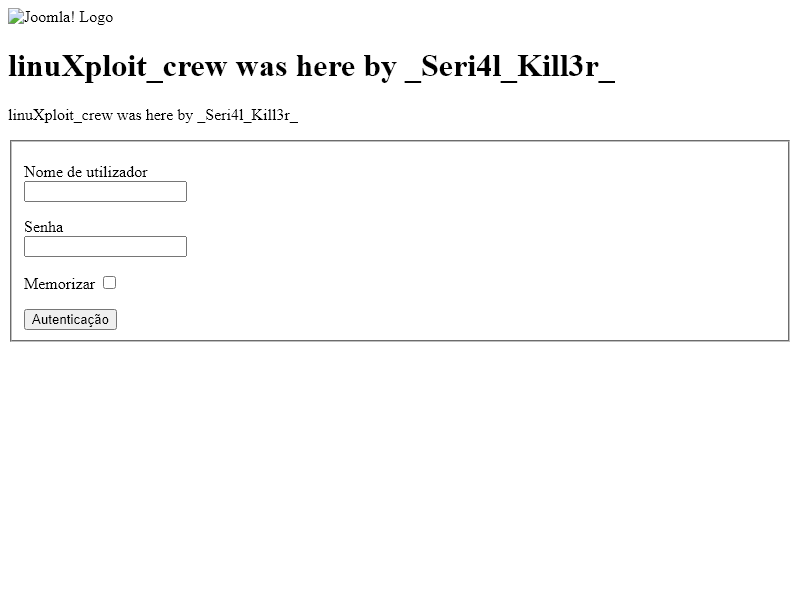 Joomla! Logo
linuXploit_crew was here by _Seri4l_Kill3r_
linuXploit_crew was here by _Seri4l_Kill3r_
Nome de utilizador
Senha
Memorizar
Autenticação